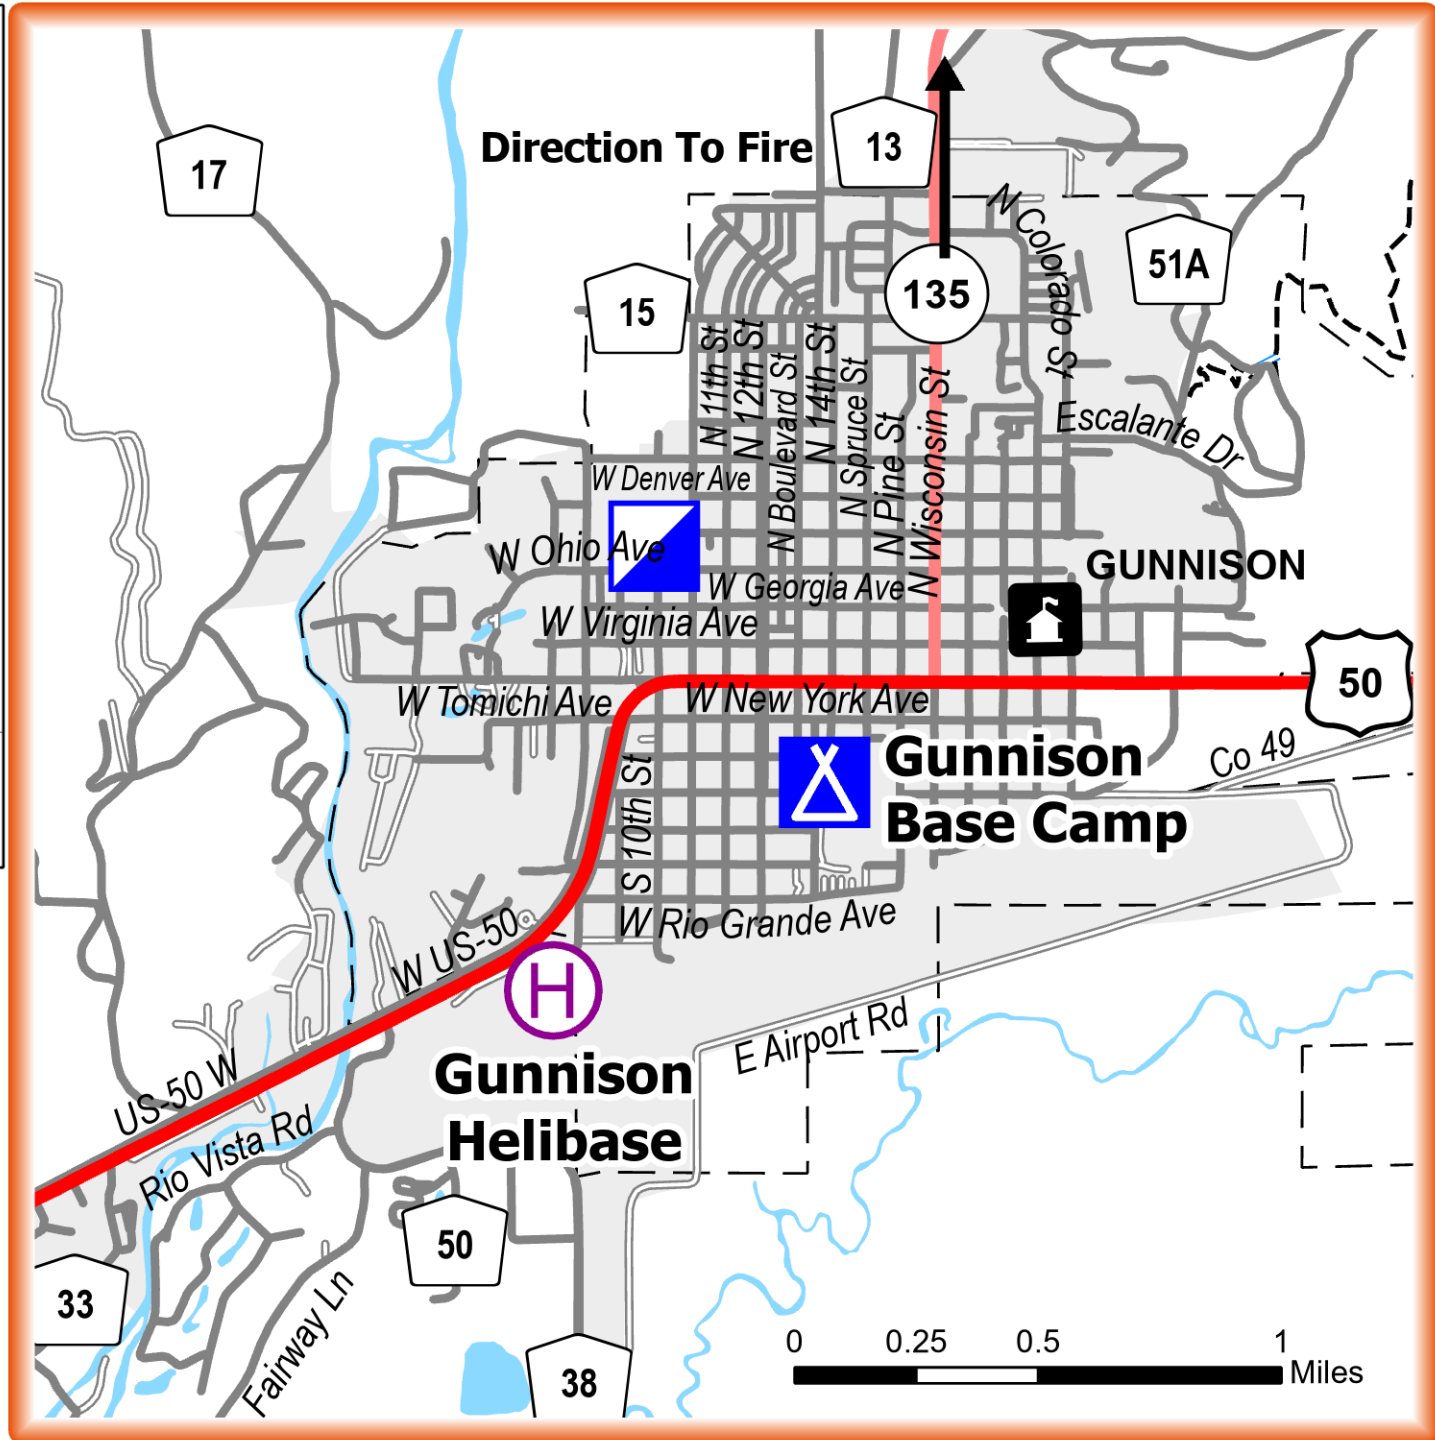 Direction To Fire
13
17
N Colorado St
51A
135
15
N 11th St
N 12th St
N Boulevard St
N 14th St
N Spruce St
N Pine St
N Wisconsin St
Escalante Dr
W Denver Ave
W Ohio Ave
GUNNISON
W Georgia Ave
W Virginia Ave
50
W Tomichi Ave
W New York Ave
Co 49
Gunnison
Base Camp
S 10th St
W Rio Grande Ave
W US-50
H
E Airport Rd
Gunnison
Helibase
US-50 W
Rio Vista Rd
50
33
Fairway Ln
38
0 0.25 0.5 1
Miles